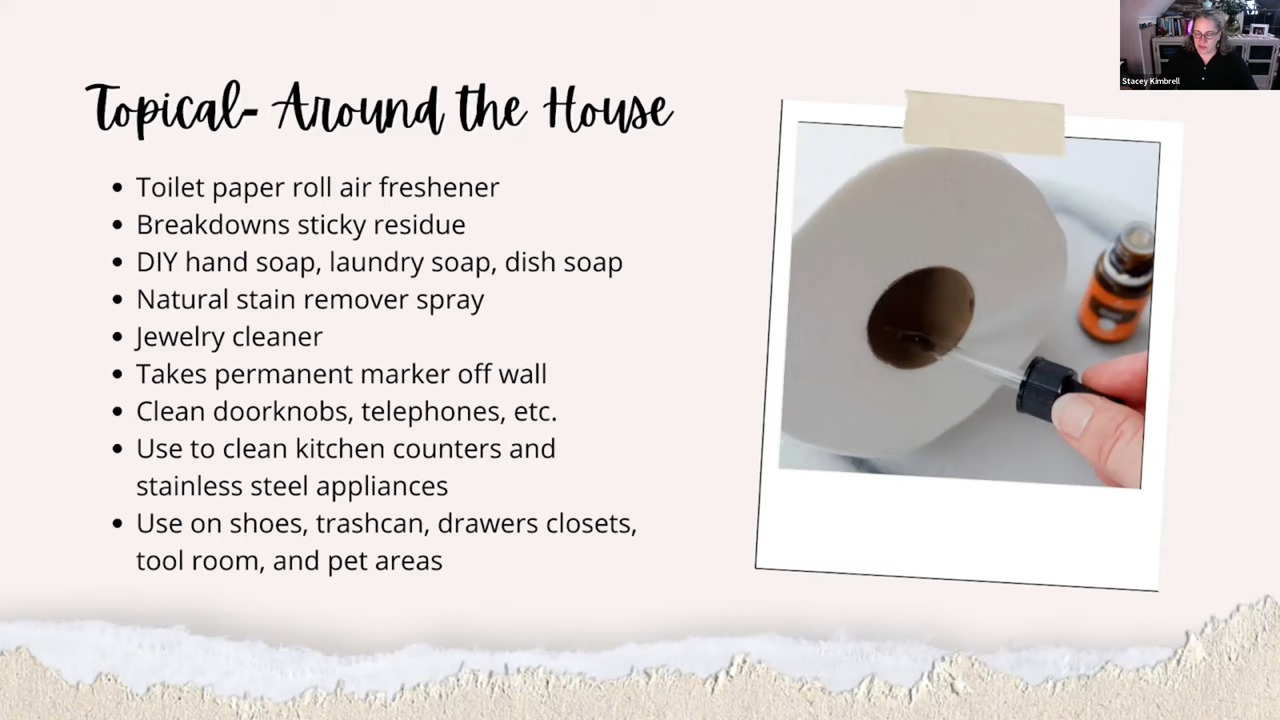 Stacey Kimbrell
Topical- Around the House
Toilet paper roll air freshener
Breakdowns sticky residue
DIY hand soap, laundry soap, dish soap
Natural stain remover spray
Jewelry cleaner
Takes permanent marker off wall
Clean doorknobs, telephones, etc.
Use to clean kitchen counters and
stainless steel appliances
Use on shoes, trashcan, drawers closets,
tool room, and pet areas